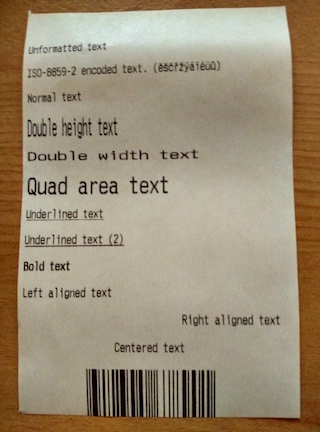 Unformatted text
ISO-8859-2 encoded text. (ěščřžýáíéúů)
Normal text
Double height text
Double width text
Quad area text
Underlined text
Underlined text (2)
Bold text
Left aligned text
Right aligned text
Centered text